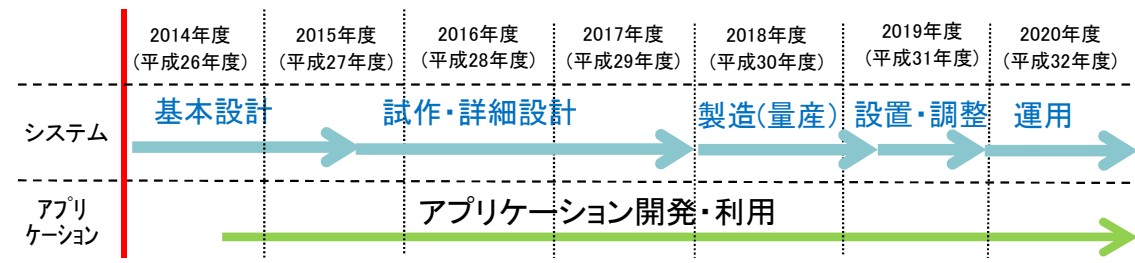 2014年度
(平成26年度)
2015年度
(平成27年度)
2016年度
(平成28年度)
2017年度
(平成29年度)
2018年度
(平成30年度)
2019年度
(平成31年度)
2020年度
(平成32年度)
システム
基本設計
試作・詳細設計
製造(量産)
設置・調整
運用
アプリ
ケーション
アプリケーション開発・利用